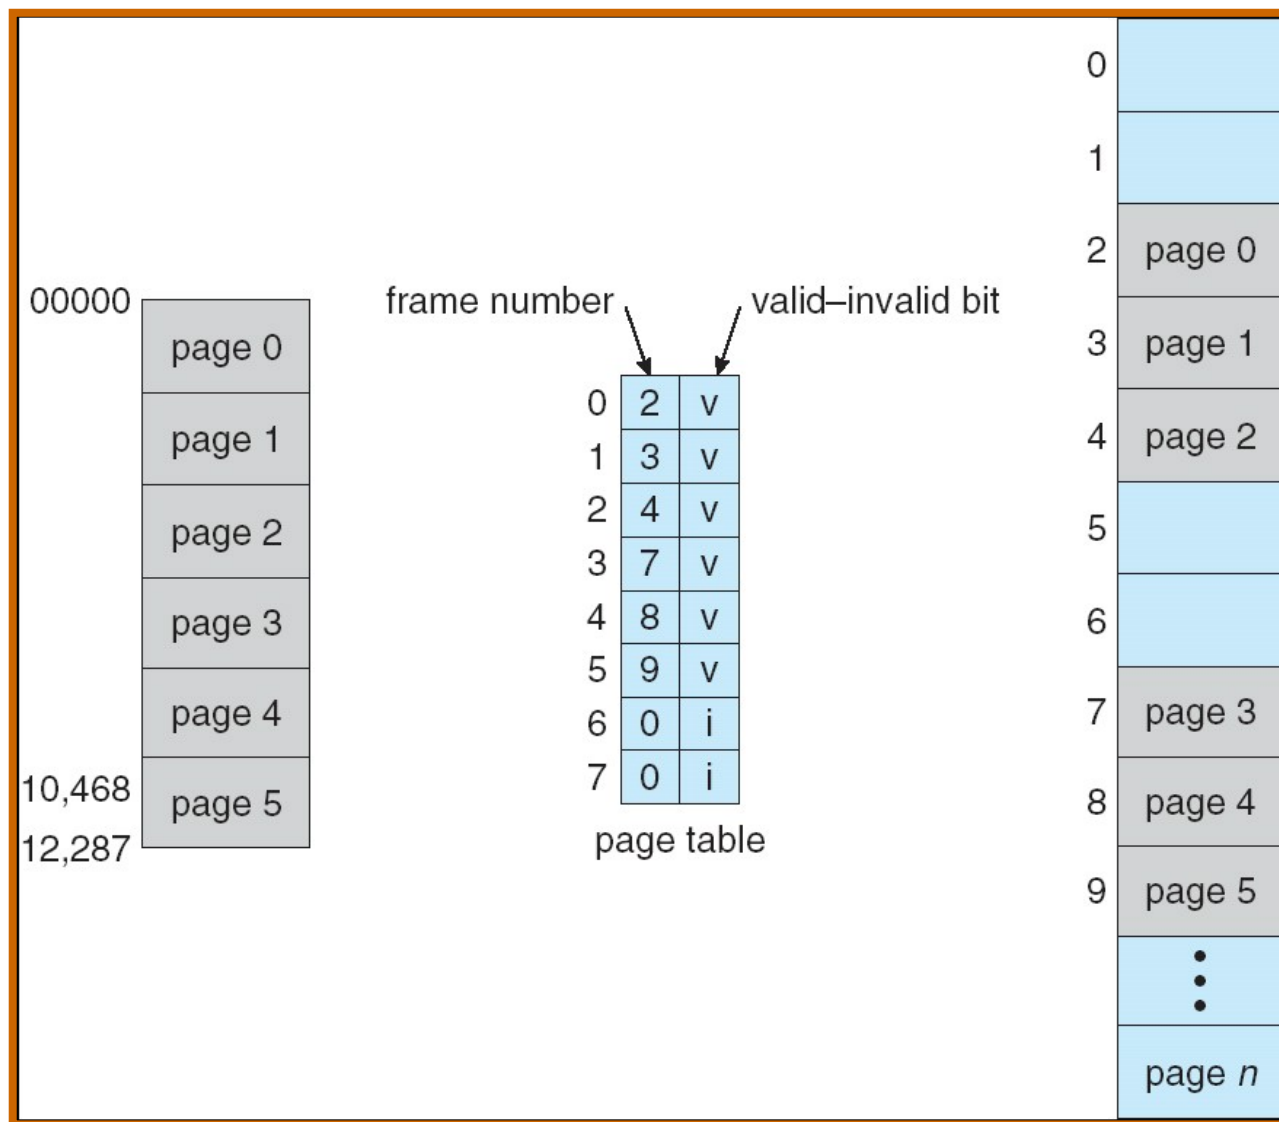 00000
page 0
page 1
page 2
page 3
page 4
10,468
page 5
12,287
frame number
valid–invalid bit
0 2 v
1 3 v
2 4 v
3 7 v
4 8 v
5 9 v
6 0 i
7 0 i
page table
0
1
2 page 0
3 page 1
4 page 2
5
6
7 page 3
8 page 4
9 page 5
page n